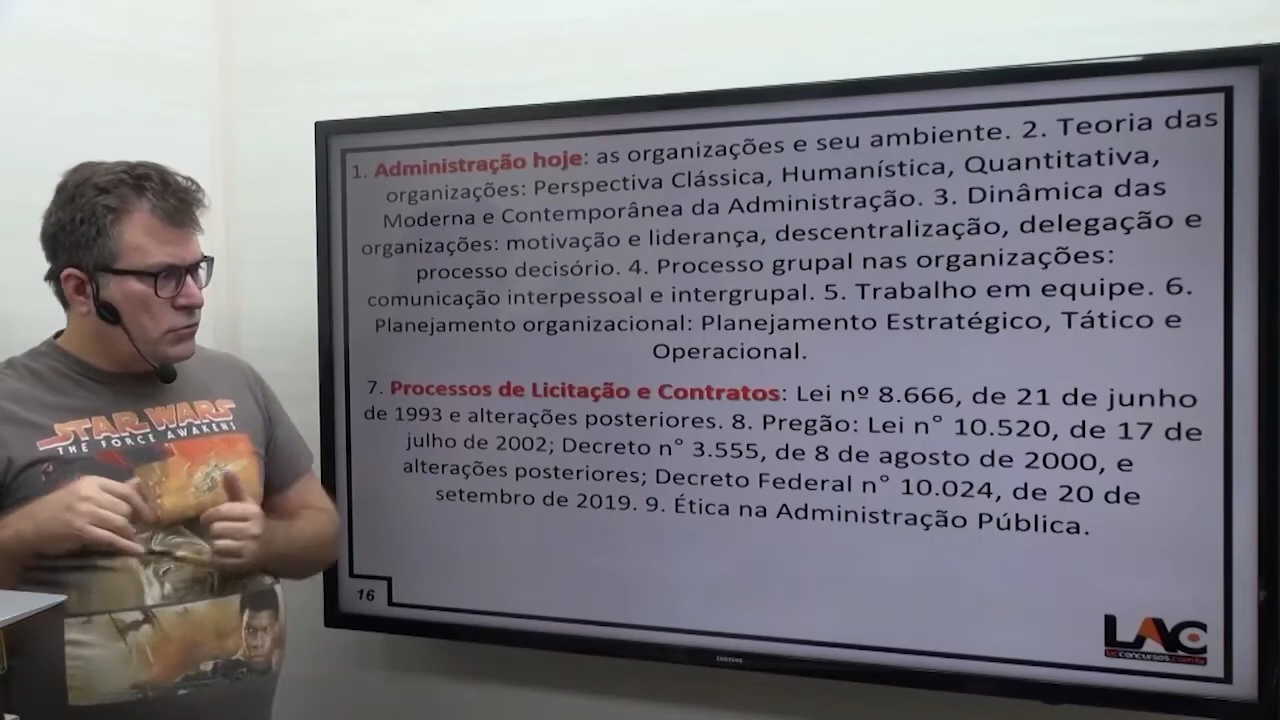 1. Administração hoje: as organizações e seu ambiente. 2. Teoria das
organizações: Perspectiva Clássica, Humanística, Quantitativa,
Moderna e Contemporânea da Administração. 3. Dinâmica das
organizações: motivação e liderança, descentralização, delegação e
processo decisório. 4. Processo grupal nas organizações:
comunicação interpessoal e intergrupal. 5. Trabalho em equipe. 6.
Planejamento organizacional: Planejamento Estratégico, Tático e
Operacional.
7. Processos de Licitação e Contratos: Lei nº 8.666, de 21 de junho
de 1993 e alterações posteriores. 8. Pregão: Lei n° 10.520, de 17 de
julho de 2002; Decreto n° 3.555, de 8 de agosto de 2000, e
alterações posteriores; Decreto Federal n° 10.024, de 20 de
setembro de 2019. 9. Ética na Administração Pública.
16
LAC
lacconcursos.com.br
SAMSUNG
STAR WARS
THE FORCE AWAKENS